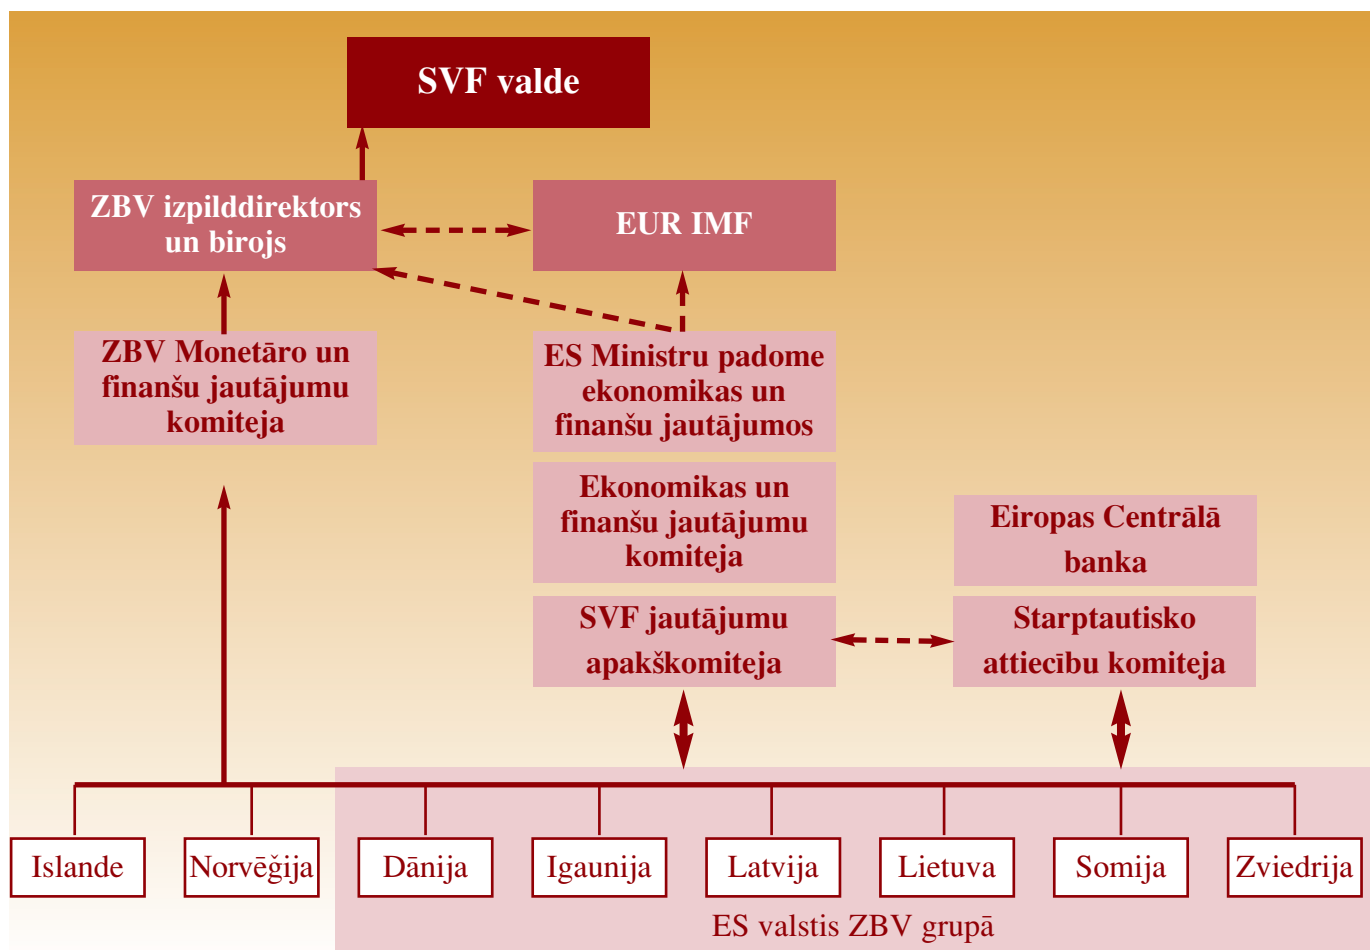 SVF valde
ZBV izpilddirektors
un birojs
EUR IMF
ZBV Monetāro un
finanšu jautājumu
komiteja
ES Ministru padome
ekonomikas un
finanšu jautājumos
Ekonomikas un
finanšu jautājumu
komiteja
Eiropas Centrālā
banka
SVF jautājumu
apakškomiteja
Starptautisko
attiecību komiteja
Islande
Norvēģija
Dānija
Igaunija
Latvija
Lietuva
Somija
Zviedrija
ES valstis ZBV grupā